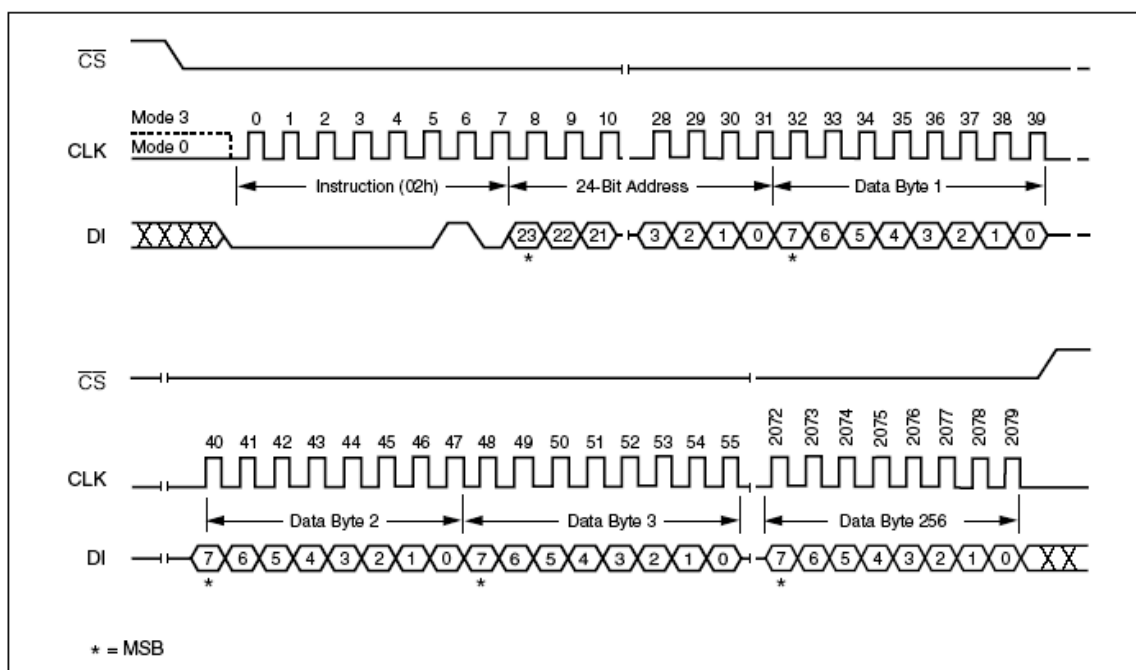 CS
Mode 3 0 1 2 3 4 5 6 7 8 9 10 28 29 30 31 32 33 34 35 36 37 38 39
CLK Mode 0
Instruction (02h) 24-Bit Address Data Byte 1
DI 23 22 21 3 2 1 0 7 6 5 4 3 2 1 0
* *
CS
40 41 42 43 44 45 46 47 48 49 50 51 52 53 54 55 2072 2073 2074 2075 2076 2077 2078 2079
CLK
Data Byte 2 Data Byte 3 Data Byte 256
DI 7 6 5 4 3 2 1 0 7 6 5 4 3 2 1 0 7 6 5 4 3 2 1 0
* * *
* = MSB